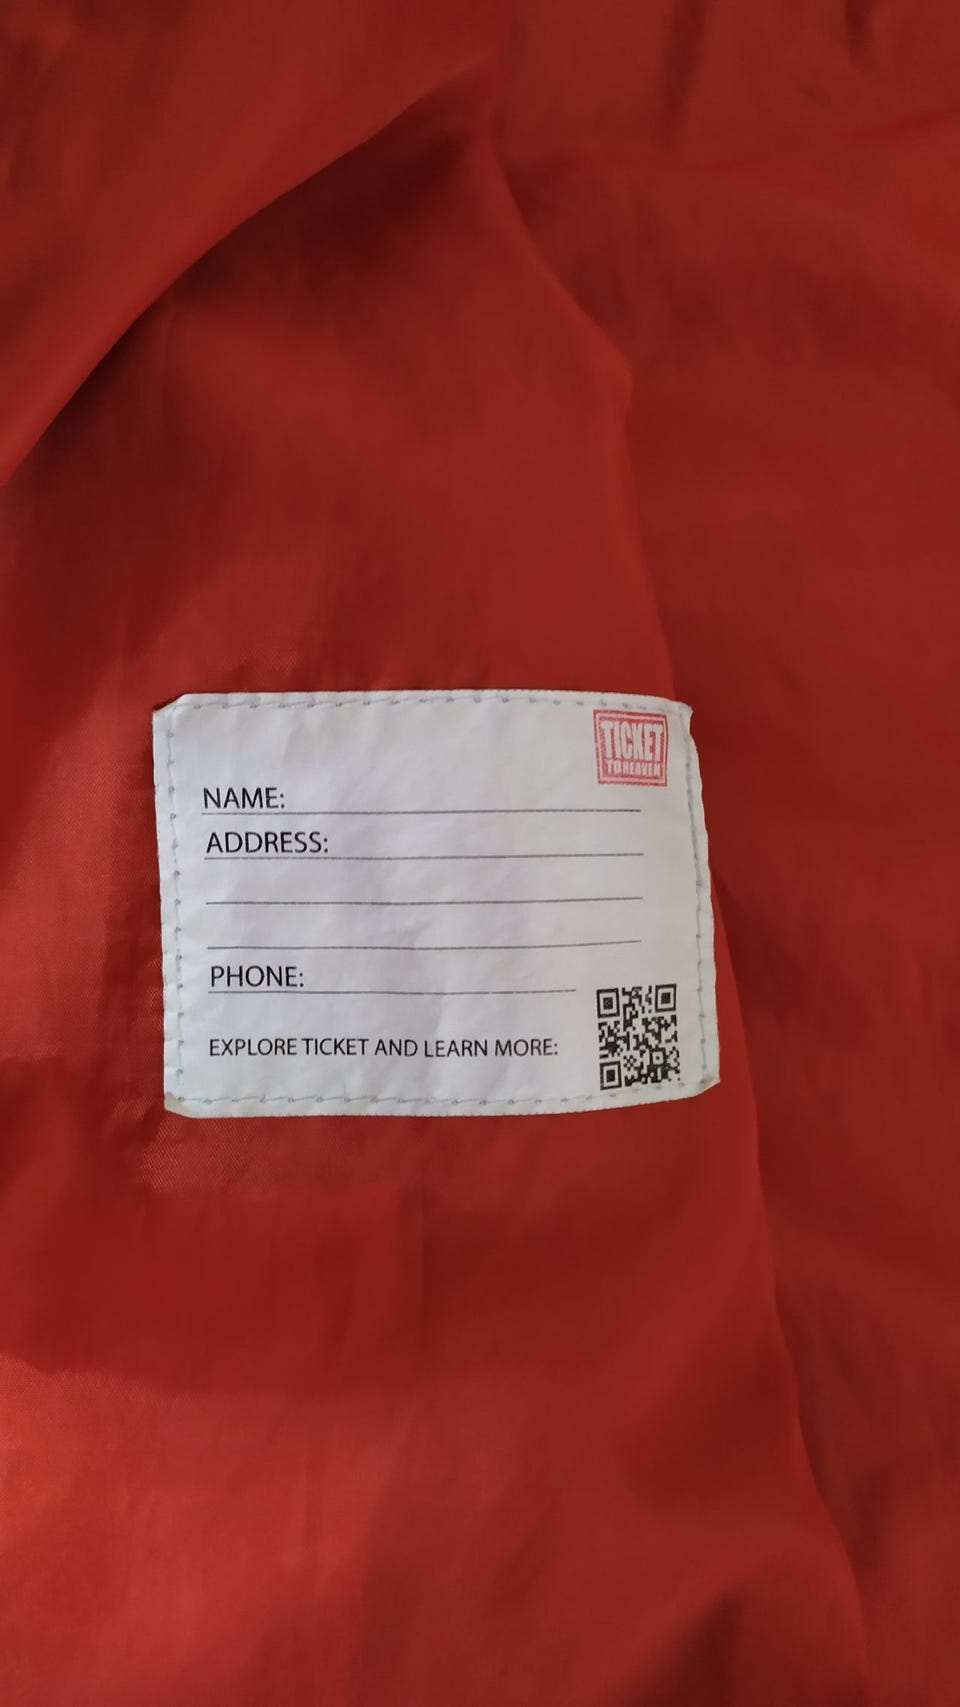 TICKET
TO HEAVEN
NAME:
ADDRESS:
PHONE:
EXPLORE TICKET AND LEARN MORE: